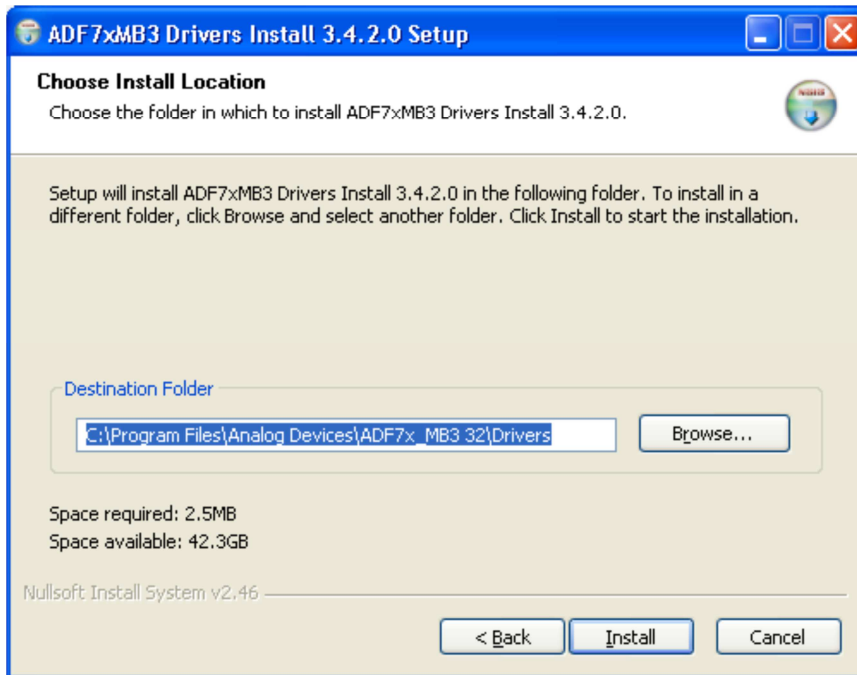 ADF7xMB3 Drivers Install 3.4.2.0 Setup
Choose Install Location
Choose the folder in which to install ADF7xMB3 Drivers Install 3.4.2.0.
Setup will install ADF7xMB3 Drivers Install 3.4.2.0 in the following folder. To install in a
different folder, click Browse and select another folder. Click Install to start the installation.
Destination Folder
C:\Program Files\Analog Devices\ADF7x_MB3 32\Drivers
Browse...
Space required: 2.5MB
Space available: 42.3GB
Nullsoft Install System v2.46
< Back Install Cancel